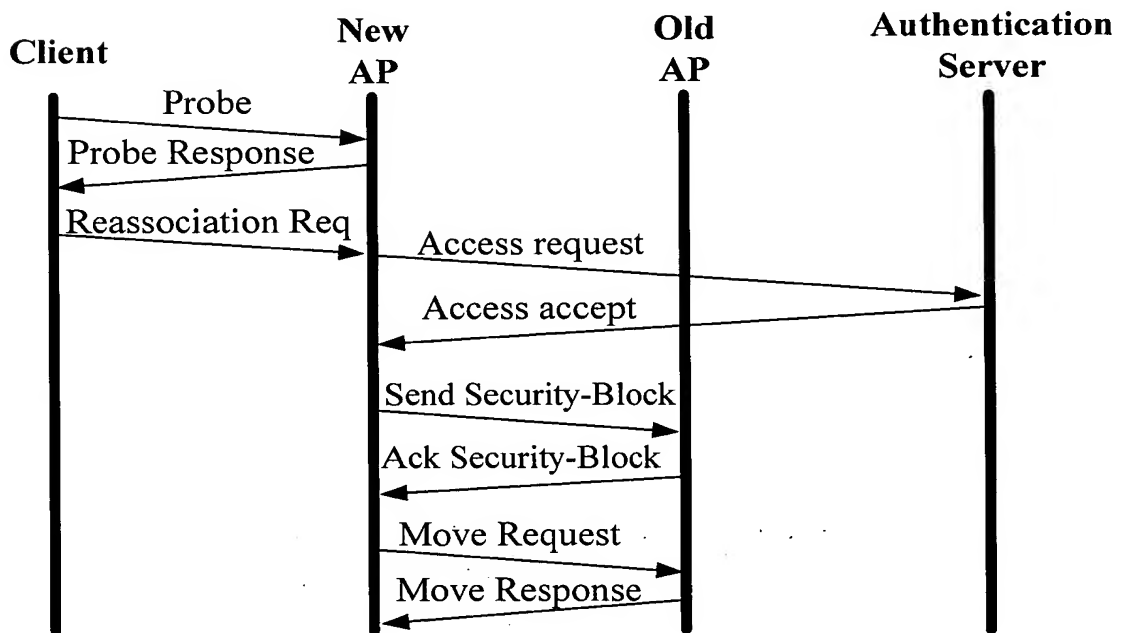 Client
New
AP
Old
AP
Authentication
Server
Probe
Probe Response
Reassociation Req
Access request
Access accept
Send Security-Block
Ack Security-Block
Move Request
Move Response